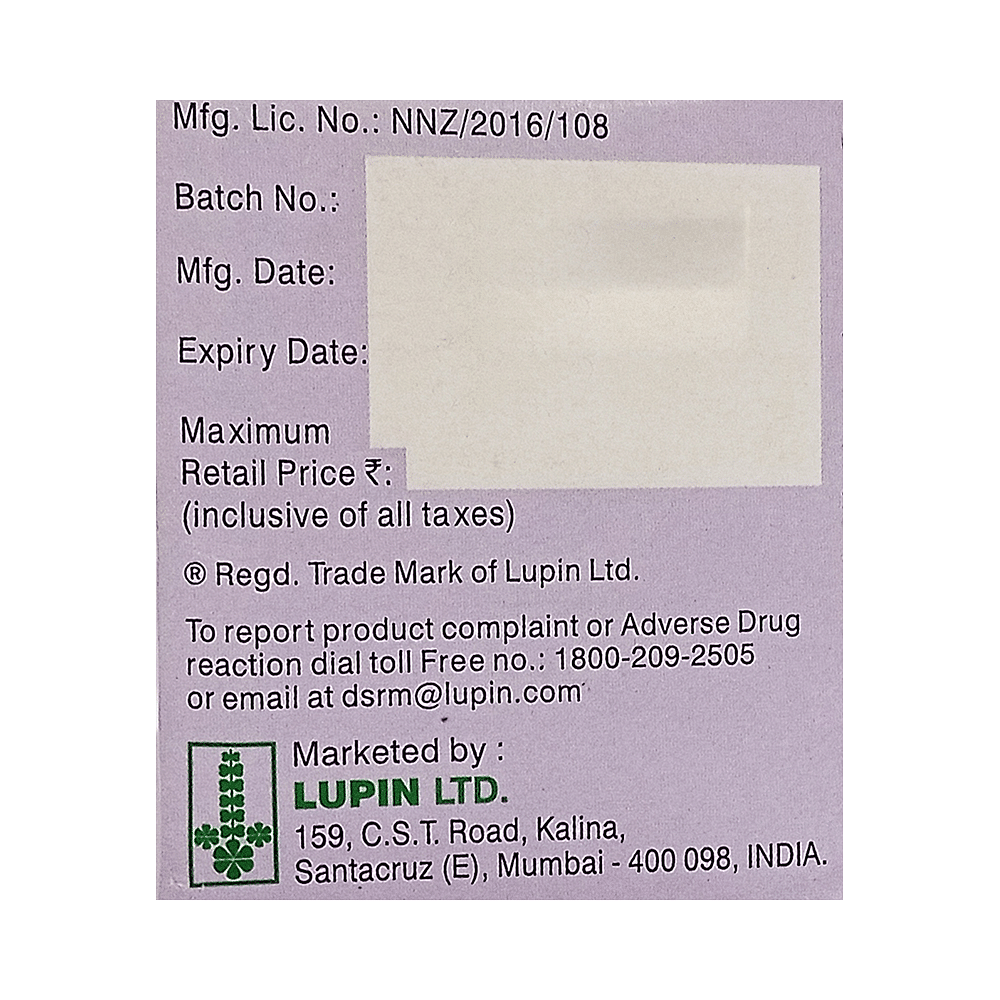 Mfg. Lic. No.: NNZ/2016/108
Batch No.:
Mfg. Date:
Expiry Date:
Maximum
Retail Price ₹:
(inclusive of all taxes)
® Regd. Trade Mark of Lupin Ltd.
To report product complaint or Adverse Drug
reaction dial toll Free no.: 1800-209-2505
or email at dsrm@lupin.com
Marketed by :
LUPIN LTD.
159, C.S.T. Road, Kalina,
Santacruz (E), Mumbai - 400 098, INDIA.